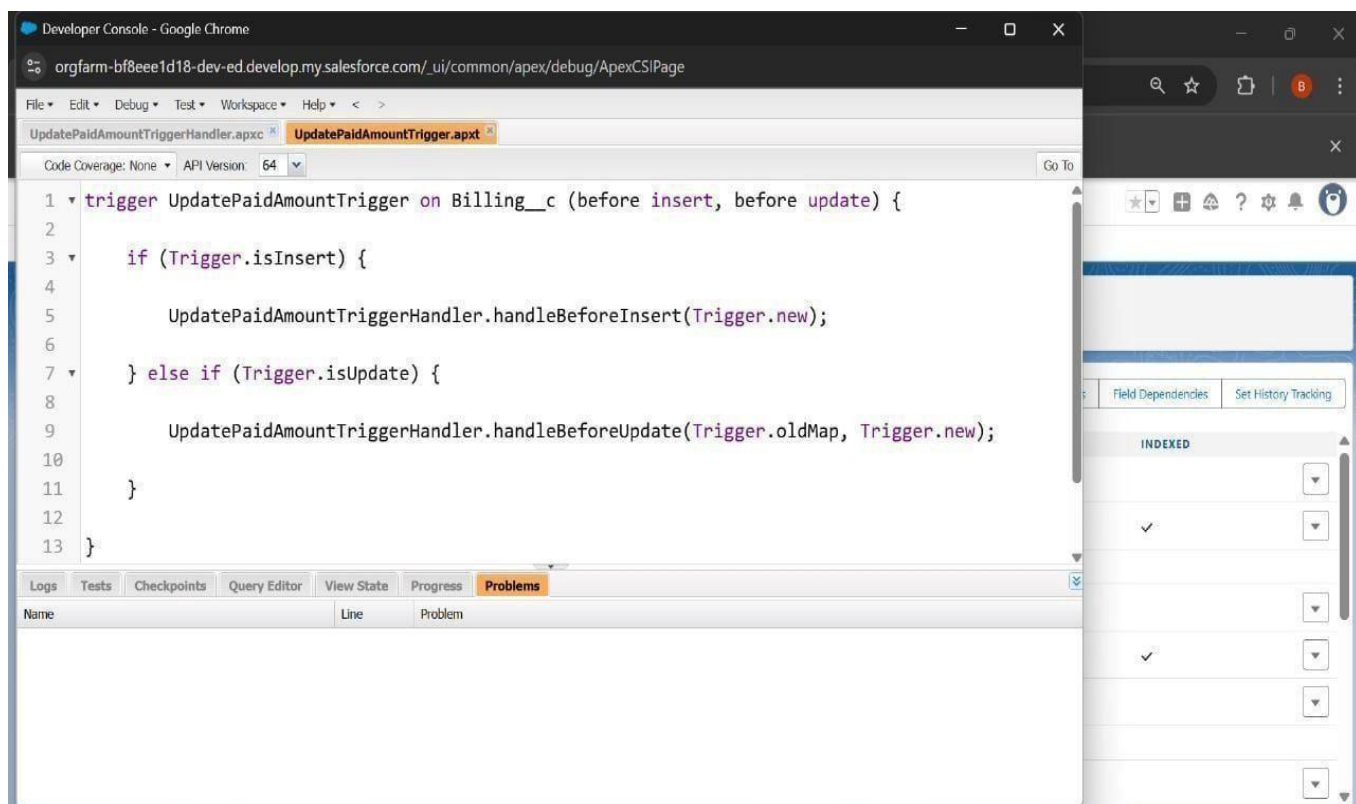 Developer Console - Google Chrome
orgfarm-bf8eee1d18-dev-ed.develop.my.salesforce.com/_ui/common/apex/debug/ApexCSIPage
B
File Edit Debug Test Workspace Help < >
UpdatePaidAmountTriggerHandler.apxc UpdatePaidAmountTrigger.apxt
Code Coverage: None API Version: 64 Go To
1 trigger UpdatePaidAmountTrigger on Billing__c (before insert, before update) {
2
3 if (Trigger.isInsert) {
4
5 UpdatePaidAmountTriggerHandler.handleBeforeInsert(Trigger.new);
6
7 } else if (Trigger.isUpdate) {
8
9 UpdatePaidAmountTriggerHandler.handleBeforeUpdate(Trigger.oldMap, Trigger.new);
10
11 }
12
13 }
Logs Tests Checkpoints Query Editor View State Progress Problems
Name Line Problem
Field Dependencies Set History Tracking
INDEXED